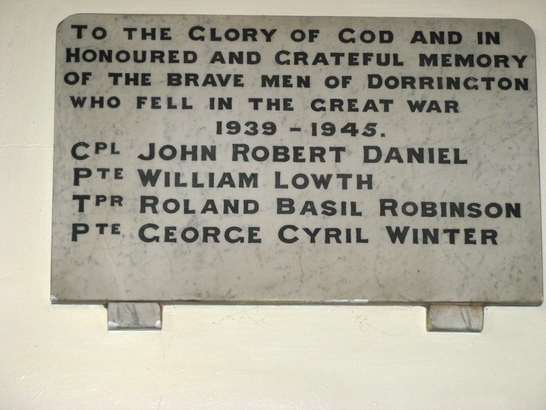 To the Glory of God and in
honoured and grateful memory
of the brave men of Dorrington
who fell in the great war
1939 - 1945.
Cpl John Robert Daniel
Pte William Lowth
Tpr Roland Basil Robinson
Pte George Cyril Winter